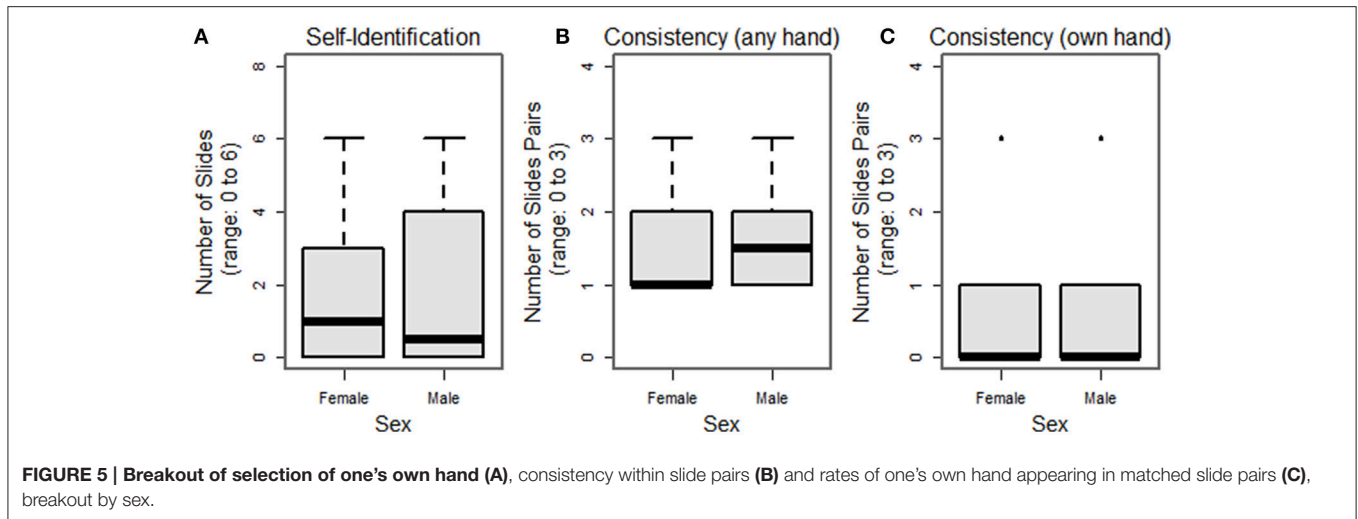 A
Self-Identification
Number of Slides
(range: 0 to 6)
8
6
4
2
0
Female
Male
Sex
B
Consistency (any hand)
Number of Slides Pairs
(range: 0 to 3)
4
3
2
1
0
Female
Male
Sex
C
Consistency (own hand)
Number of Slides Pairs
(range: 0 to 3)
4
3
2
1
0
Female
Male
Sex
FIGURE 5 | Breakout of selection of one's own hand (A), consistency within slide pairs (B) and rates of one's own hand appearing in matched slide pairs (C),
breakout by sex.